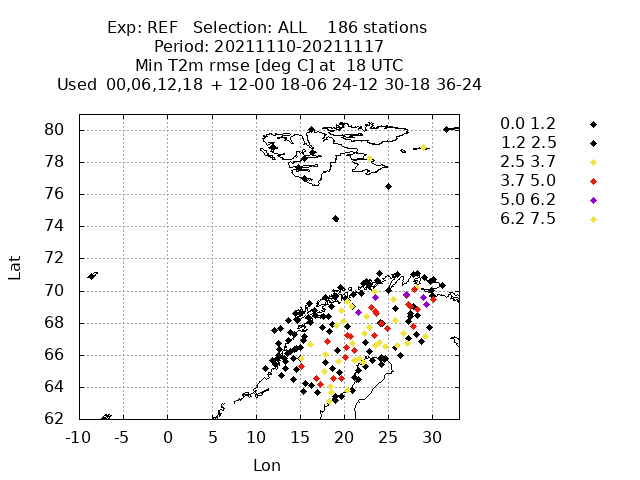 Exp: REF   Selection: ALL    186 stations
Period: 20211110-20211117
Min T2m rmse [deg C] at  18 UTC
Used  00,06,12,18  + 12-00 18-06 24-12 30-18 36-24
80
78
76
74
72
70
68
66
64
62
Lat
-10 -5 0 5 10 15 20 25 30
Lon
0.0 1.2
1.2 2.5
2.5 3.7
3.7 5.0
5.0 6.2
6.2 7.5